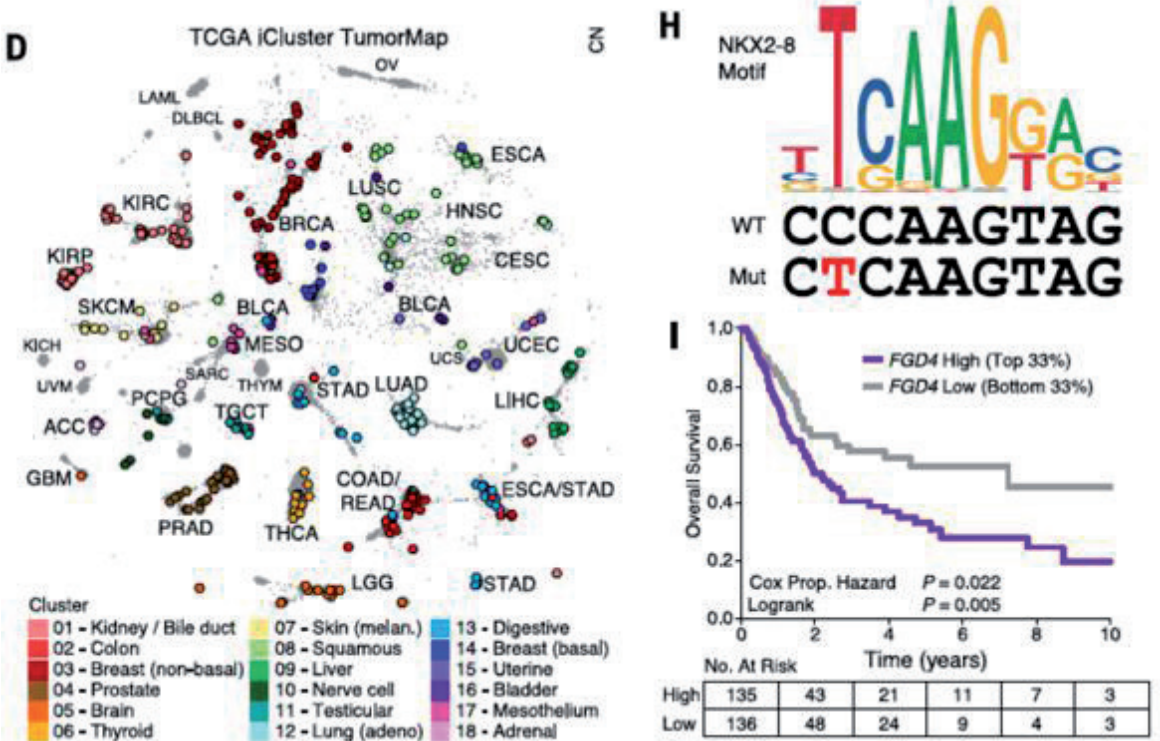 D
TCGA iCluster TumorMap
CN
OV
LAML
DLBCL
ESCA
LUSC
KIRC
HNSC
BRCA
CESC
KIRP
SKCM
BLCA
BLCA
MESO
KICH
UCS
UCEC
SARC
UVM
THYM
STAD
LUAD
PCPG
LIHC
TGCT
ACC
GBM
COAD/
READ
ESCA/STAD
PRAD
THCA
LGG
STAD
Cluster
01 - Kidney / Bile duct
02 - Colon
03 - Breast (non-basal)
04 - Prostate
05 - Brain
06 - Thyroid
07 - Skin (melan.)
08 - Squamous
09 - Liver
10 - Nerve cell
11 - Testicular
12 - Lung (adeno)
13 - Digestive
14 - Breast (basal)
15 - Uterine
16 - Bladder
17 - Mesothelium
18 - Adrenal
H
NKX2-8
Motif
TCAAG
WT CCCAAGTAG
Mut CTCAAGTAG
I
FGD4 High (Top 33%)
FGD4 Low (Bottom 33%)
Overall Survival
1.0
0.8
0.6
0.4
0.2
0.0
Cox Prop. Hazard P = 0.022
Logrank P = 0.005
0 2 4 6 8 10
No. At Risk Time (years)
High 135 43 21 11 7 3
Low 136 48 24 9 4 3